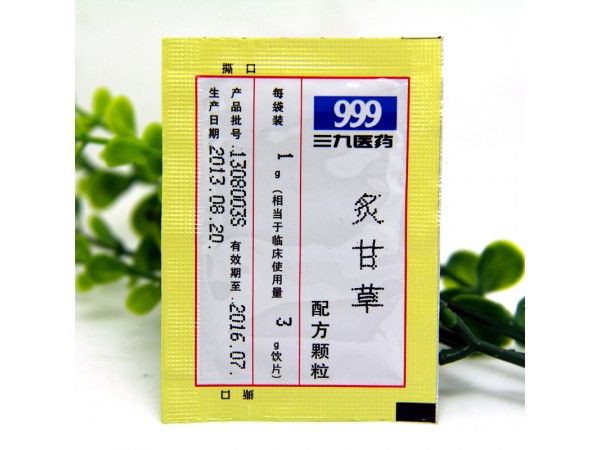 撕 口
999
三九医药
炙甘草
配方颗粒
每袋装 1 g（相当于临床使用量 3 g饮片）
产品批号：1308003S 有效期至：2016.07.
生产日期：2013.08.20.
撕 口